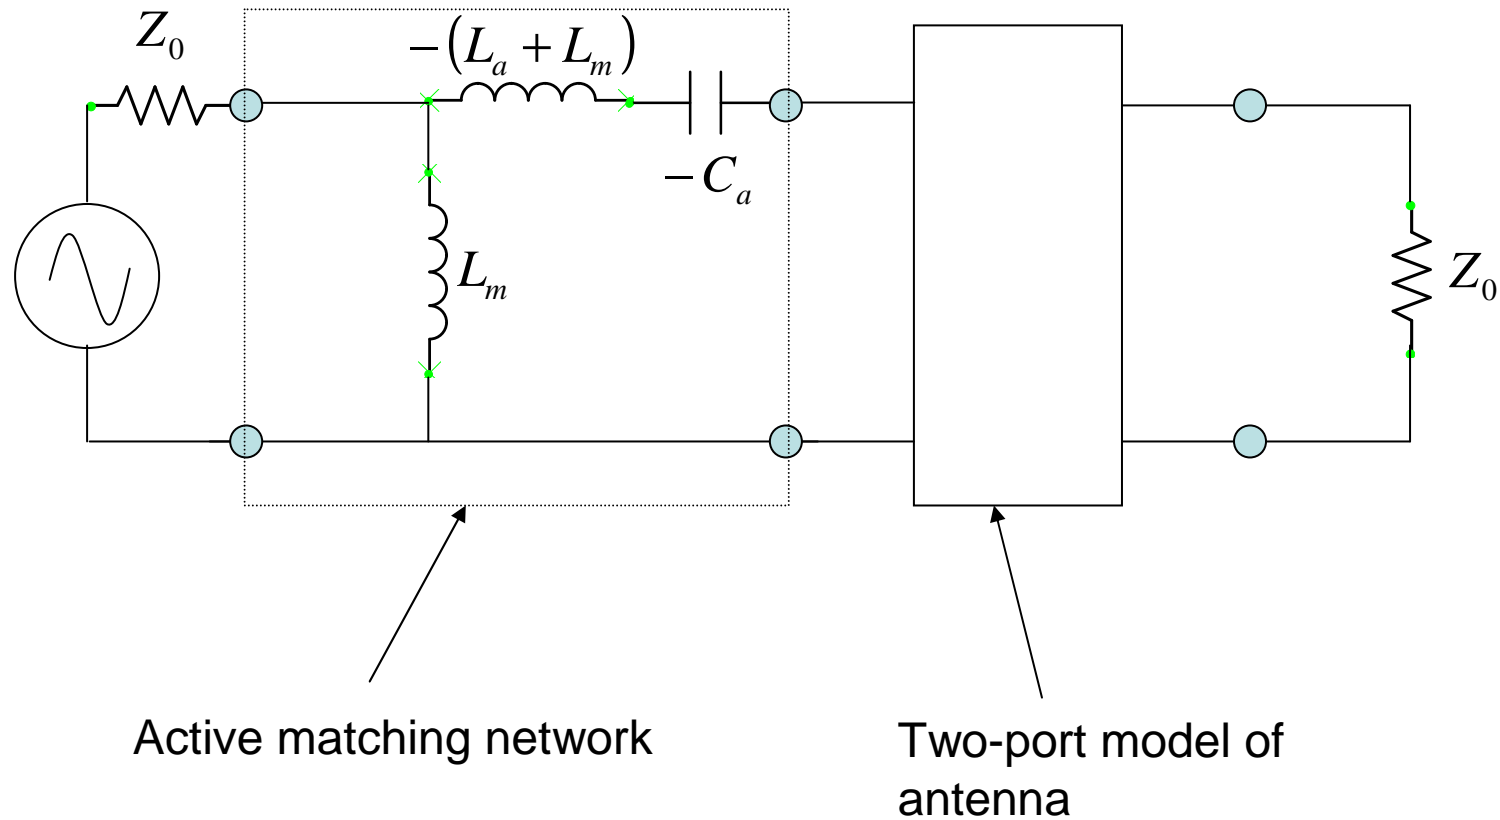 Z₀
−(Lₐ + Lₘ)
−Cₐ
Lₘ
Z₀
Active matching network
Two-port model of
antenna